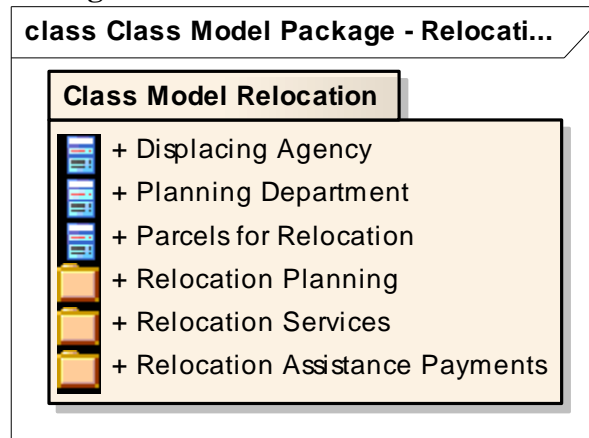 class Class Model Package - Relocati...
Class Model Relocation
+ Displacing Agency
+ Planning Department
+ Parcels for Relocation
+ Relocation Planning
+ Relocation Services
+ Relocation Assistance Payments